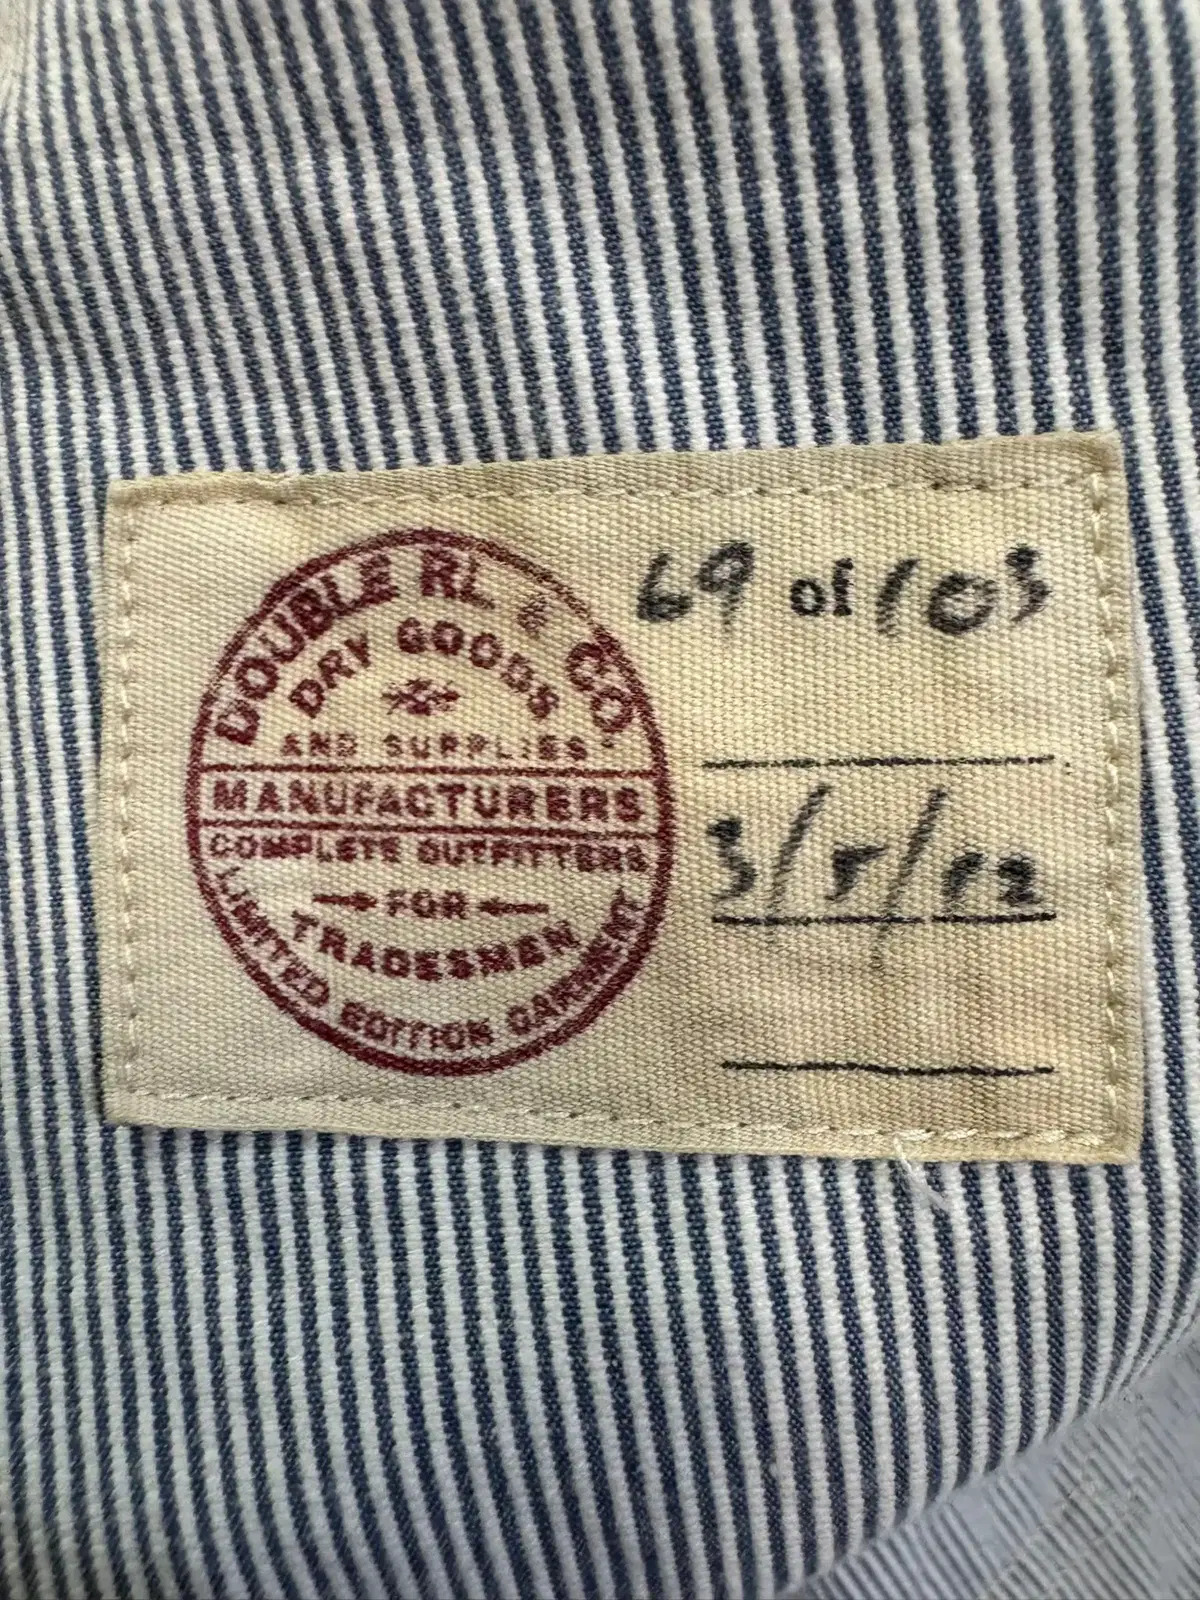 DOUBLE RL & CO
DRY GOODS
AND SUPPLIES
MANUFACTURERS
COMPLETE OUTFITTERS
FOR
TRADESMEN
LIMITED EDITION GARMENT
69 of 103
3/5/12